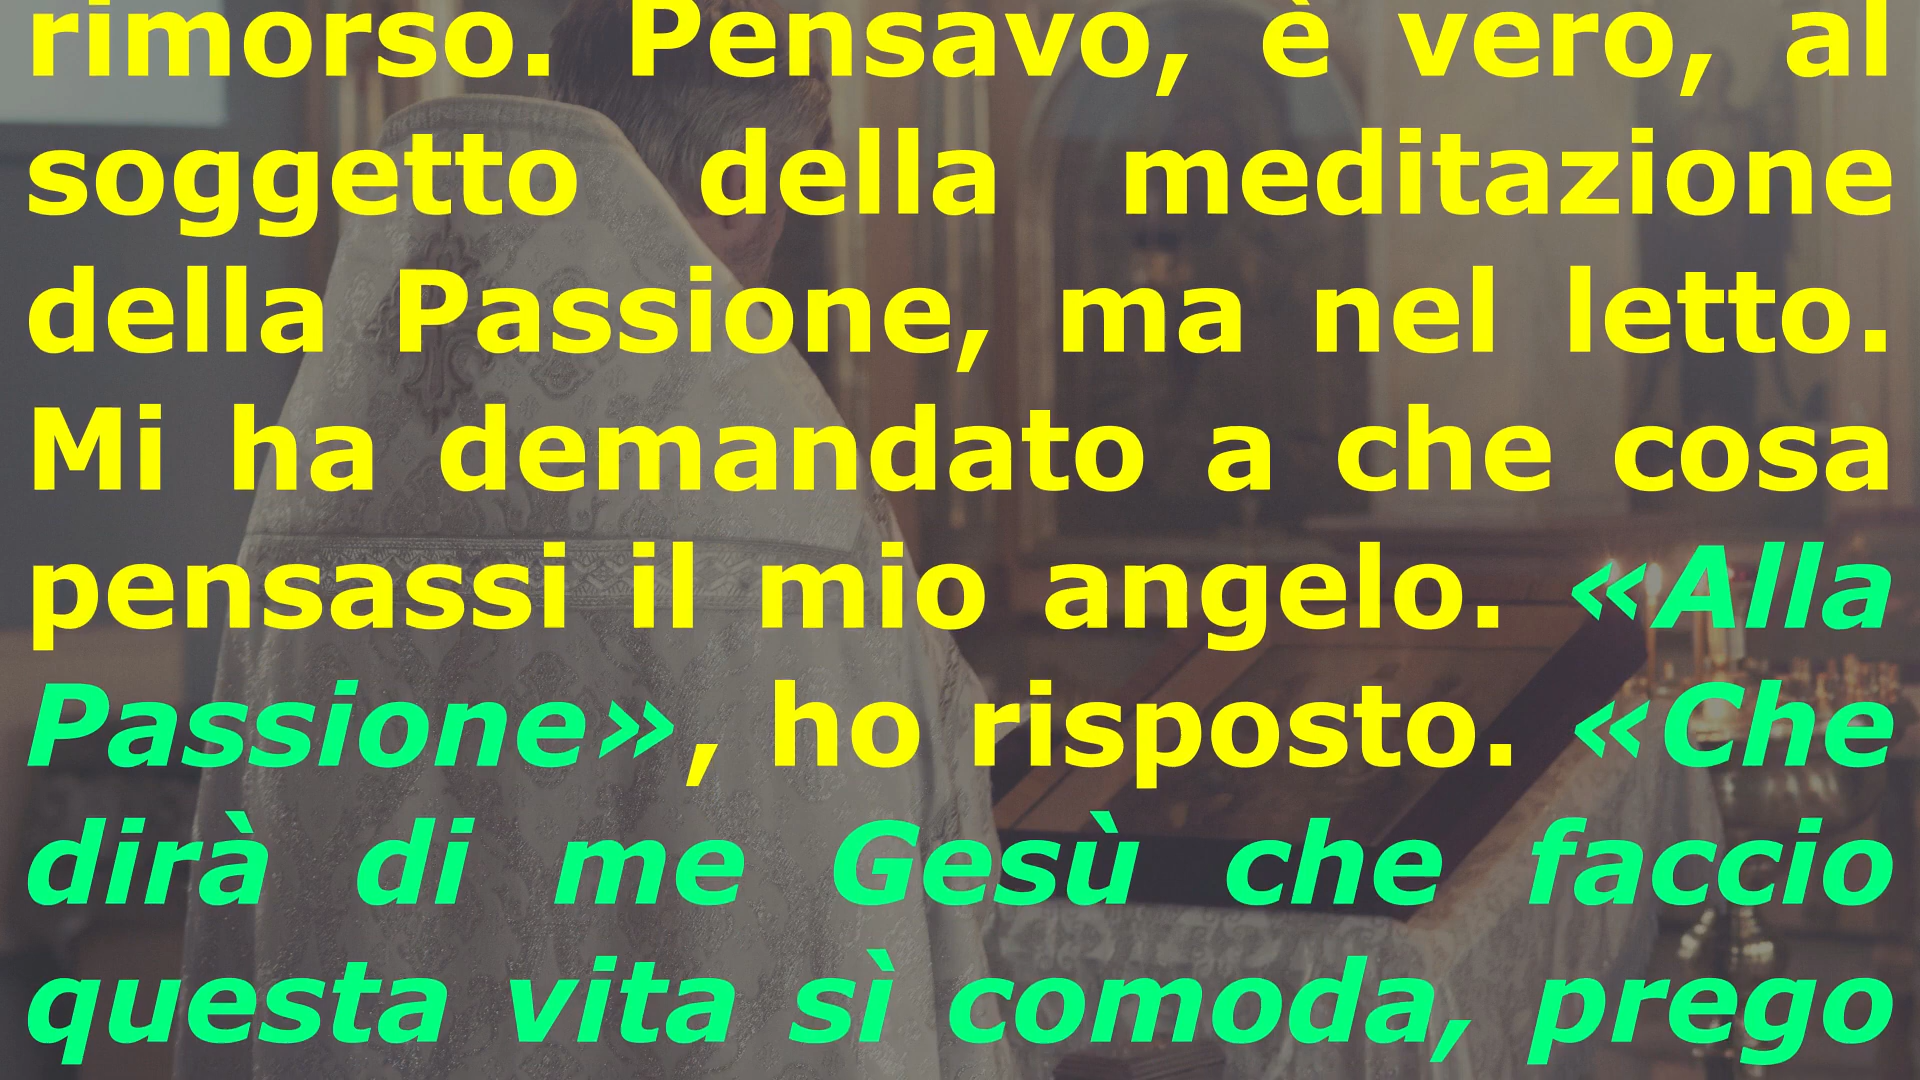 rimorso. Pensavo, è vero, al
soggetto della meditazione
della Passione, ma nel letto.
Mi ha demandato a che cosa
pensassi il mio angelo. «Alla
Passione», ho risposto. «Che
dirà di me Gesù che faccio
questa vita sì comoda, prego